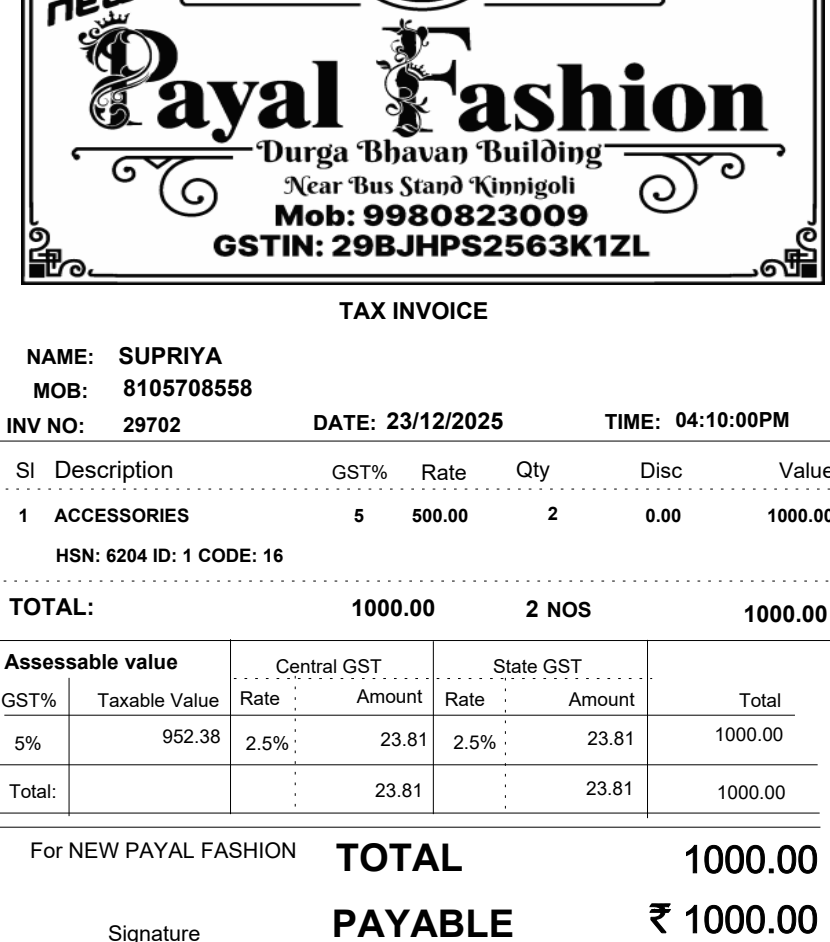 new
Payal Fashion
Durga Bhavan Building
Near Bus Stand Kinnigoli
Mob: 9980823009
GSTIN: 29BJHPS2563K1ZL
TAX INVOICE
NAME: SUPRIYA
MOB: 8105708558
INV NO: 29702 DATE: 23/12/2025 TIME: 04:10:00PM
Sl Description GST% Rate Qty Disc Value
1 ACCESSORIES 5 500.00 2 0.00 1000.00
HSN: 6204 ID: 1 CODE: 16
TOTAL: 1000.00 2 NOS 1000.00
Assessable value Central GST State GST
GST% Taxable Value Rate Amount Rate Amount Total
5% 952.38 2.5% 23.81 2.5% 23.81 1000.00
Total: 23.81 23.81 1000.00
For NEW PAYAL FASHION TOTAL 1000.00
Signature PAYABLE ₹ 1000.00